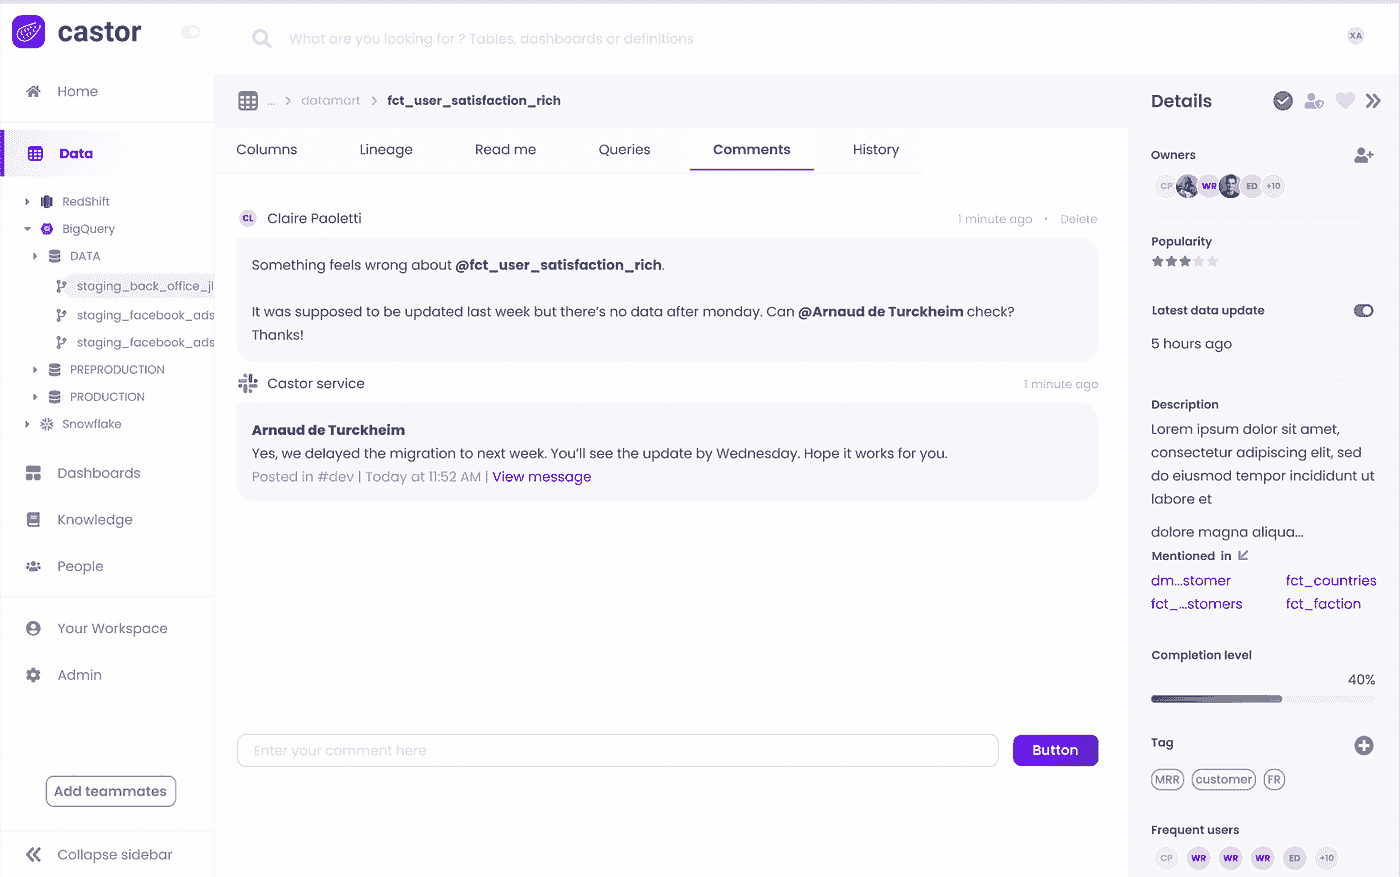 castor
What are you looking for ? Tables, dashboards or definitions
XA
Home
Data
RedShift
BigQuery
DATA
staging_back_office_jl
staging_facebook_ads
staging_facebook_ads
PREPRODUCTION
PRODUCTION
Snowflake
Dashboards
Knowledge
People
Your Workspace
Admin
Add teammates
Collapse sidebar
... > datamart > fct_user_satisfaction_rich
Columns Lineage Read me Queries Comments History
CL Claire Paoletti 1 minute ago • Delete
Something feels wrong about @fct_user_satisfaction_rich.
It was supposed to be updated last week but there's no data after monday. Can @Arnaud de Turckheim check?
Thanks!
Castor service 1 minute ago
Arnaud de Turckheim
Yes, we delayed the migration to next week. You'll see the update by Wednesday. Hope it works for you.
Posted in #dev | Today at 11:52 AM | View message
Enter your comment here
Button
Details
Owners
CP WR ED +10
Popularity
Latest data update
5 hours ago
Description
Lorem ipsum dolor sit amet,
consectetur adipiscing elit, sed
do eiusmod tempor incididunt ut
labore et
dolore magna aliqua...
Mentioned in
dm...stomer fct_countries
fct_...stomers fct_faction
Completion level
40%
Tag
MRR customer FR
Frequent users
CP WR WR WR ED +10